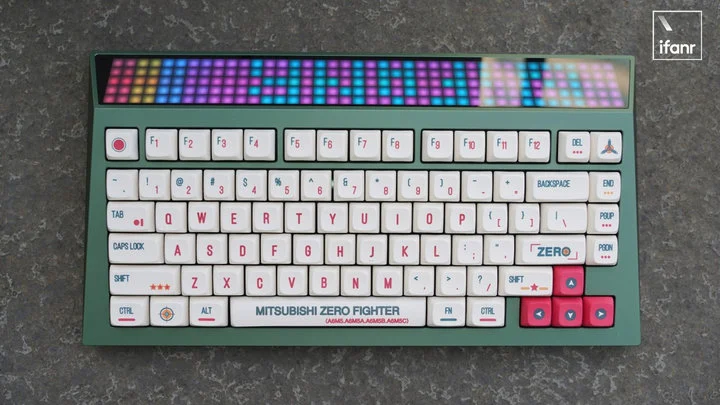 ifanr
F1 F2 F3 F4 F5 F6 F7 F8 F9 F10 F11 F12 DEL
~ ` ! 1 @ 2 # 3 $ 4 % 5 ^ 6 & 7 * 8 ( 9 ) 0 - + = BACKSPACE END
TAB Q W E R T Y U I O P { [ } ] | \ PGUP
CAPS LOCK A S D F G H J K L : ; " ' ZERO PGDN
SHIFT Z X C V B N M < , > . ? / SHIFT
CTRL ALT MITSUBISHI ZERO FIGHTER FN CTRL
(A6M5.A6M5A.A6M5B.A6M5C)